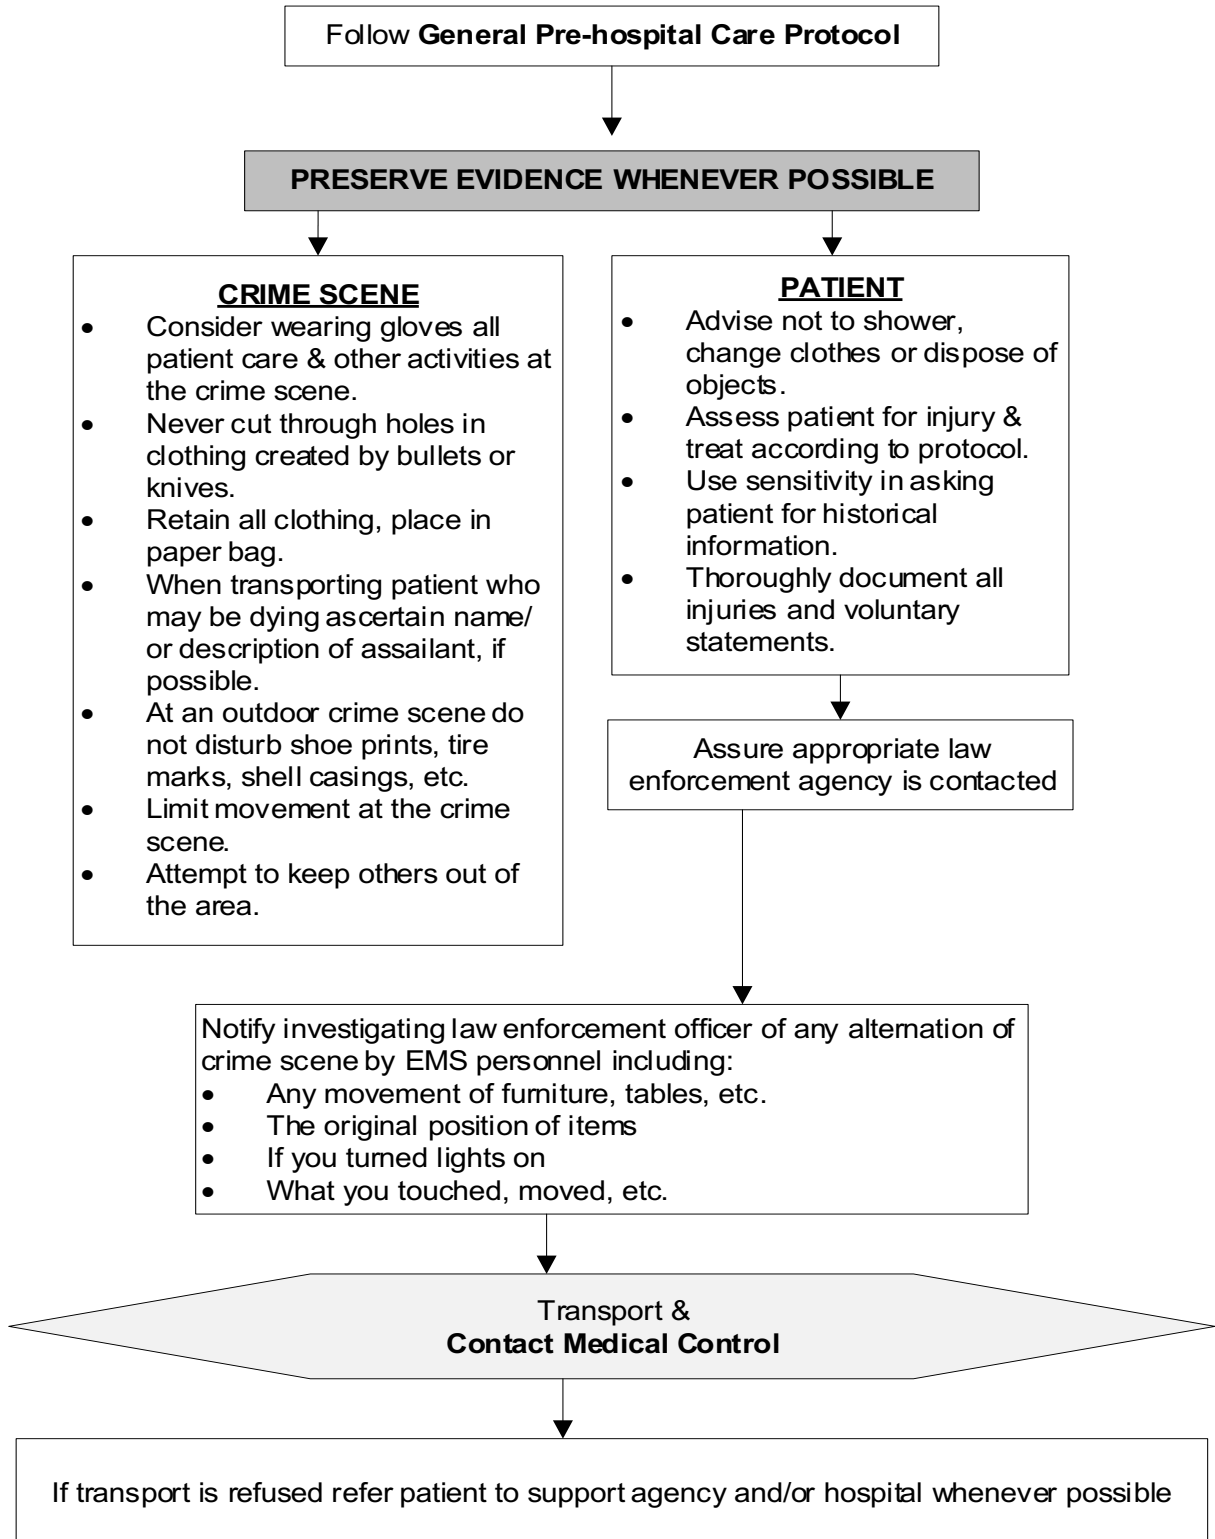 Follow General Pre-hospital Care Protocol
PRESERVE EVIDENCE WHENEVER POSSIBLE
CRIME SCENE
• Consider wearing gloves all
patient care & other activities at
the crime scene.
• Never cut through holes in
clothing created by bullets or
knives.
• Retain all clothing, place in
paper bag.
• When transporting patient who
may be dying ascertain name/
or description of assailant, if
possible.
• At an outdoor crime scene do
not disturb shoe prints, tire
marks, shell casings, etc.
• Limit movement at the crime
scene.
• Attempt to keep others out of
the area.
PATIENT
• Advise not to shower,
change clothes or dispose of
objects.
• Assess patient for injury &
treat according to protocol.
• Use sensitivity in asking
patient for historical
information.
• Thoroughly document all
injuries and voluntary
statements.
Assure appropriate law
enforcement agency is contacted
Notify investigating law enforcement officer of any alternation of
crime scene by EMS personnel including:
• Any movement of furniture, tables, etc.
• The original position of items
• If you turned lights on
• What you touched, moved, etc.
Transport &
Contact Medical Control
If transport is refused refer patient to support agency and/or hospital whenever possible